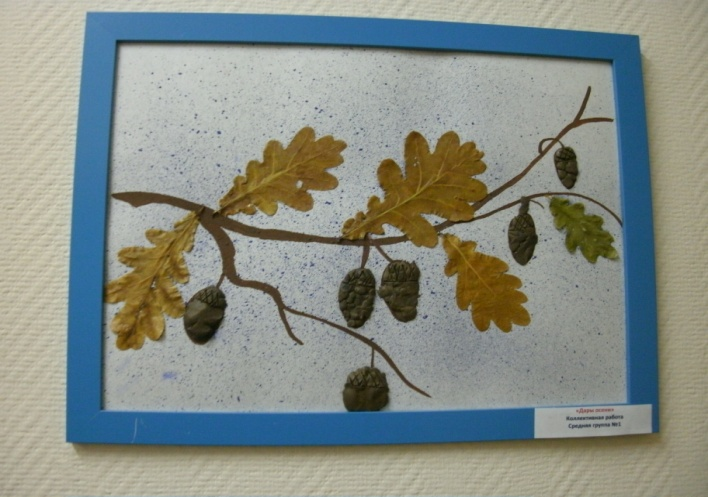 «Дары осени»
Коллективная работа
Средняя группа №1